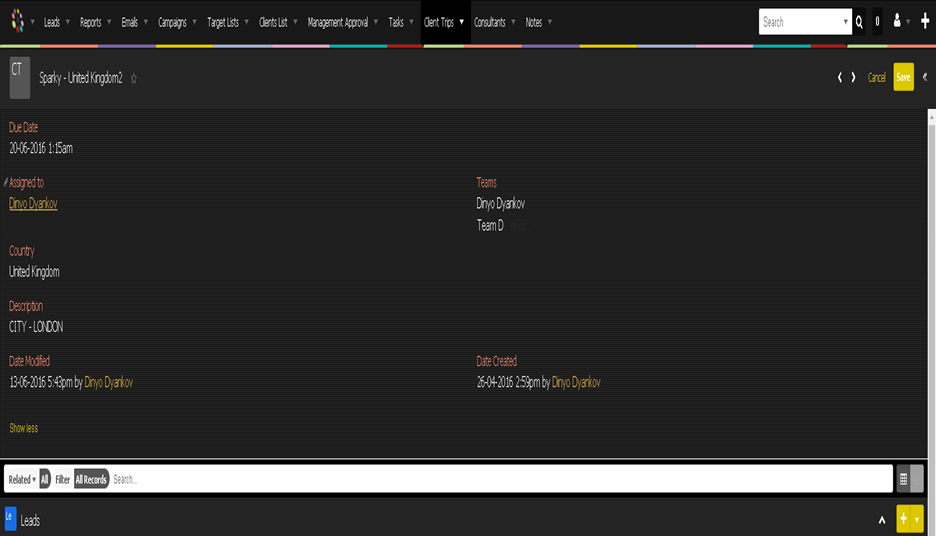 Leads Reports Emails Campaigns Target Lists Clients List Management Approval Tasks Client Trips Consultants Notes Search 0
CT Sparky - United Kingdom2 Cancel Save
Due Date
20-06-2016 1:15am
Assigned to Teams
Dinyo Dyankov Dinyo Dyankov
Team D
Country
United Kingdom
Description
CITY - LONDON
Date Modified Date Created
13-06-2016 5:43pm by Dinyo Dyankov 26-04-2016 2:59pm by Dinyo Dyankov
Show less
Related All Filter All Records Search...
Le Leads